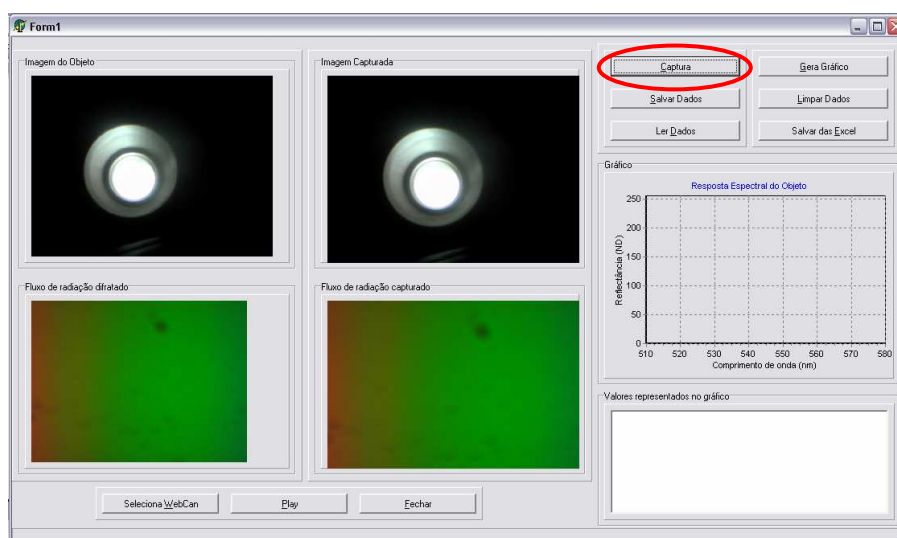 Form1
Imagem do Objeto
Imagem Capturada
Captura
Gera Gráfico
Salvar Dados
Limpar Dados
Ler Dados
Salvar das Excel
Gráfico
Resposta Espectral do Objeto
250
200
150
100
50
0
Reflectância (ND)
510 520 530 540 550 560 570 580
Comprimento de onda (nm)
Fluxo de radiação difratado
Fluxo de radiação capturado
Valores representados no gráfico
Seleciona WebCan
Play
Fechar